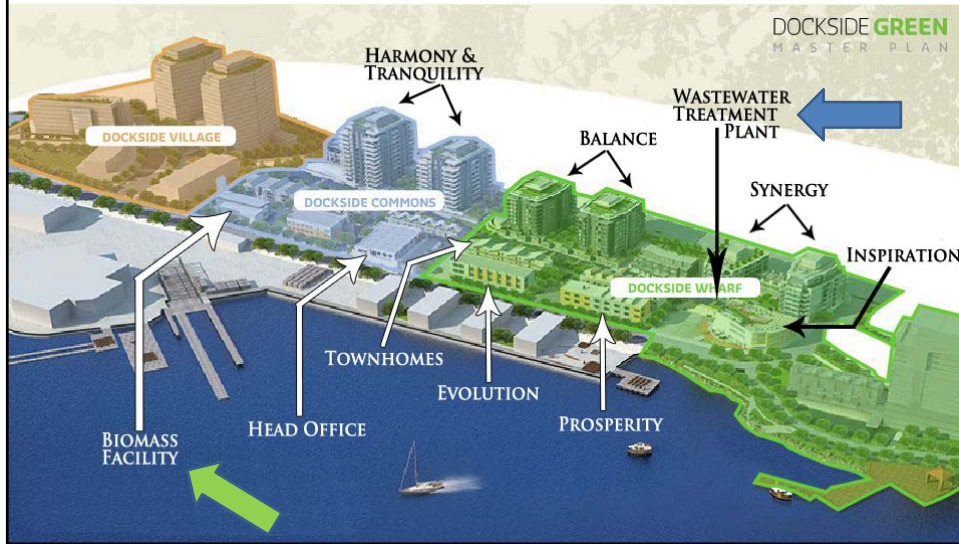 DOCKSIDE GREEN
MASTER PLAN
HARMONY &
TRANQUILITY
WASTEWATER
TREATMENT
PLANT
DOCKSIDE VILLAGE
BALANCE
SYNERGY
DOCKSIDE COMMONS
INSPIRATION
DOCKSIDE WHARF
TOWNHOMES
EVOLUTION
PROSPERITY
HEAD OFFICE
BIOMASS
FACILITY